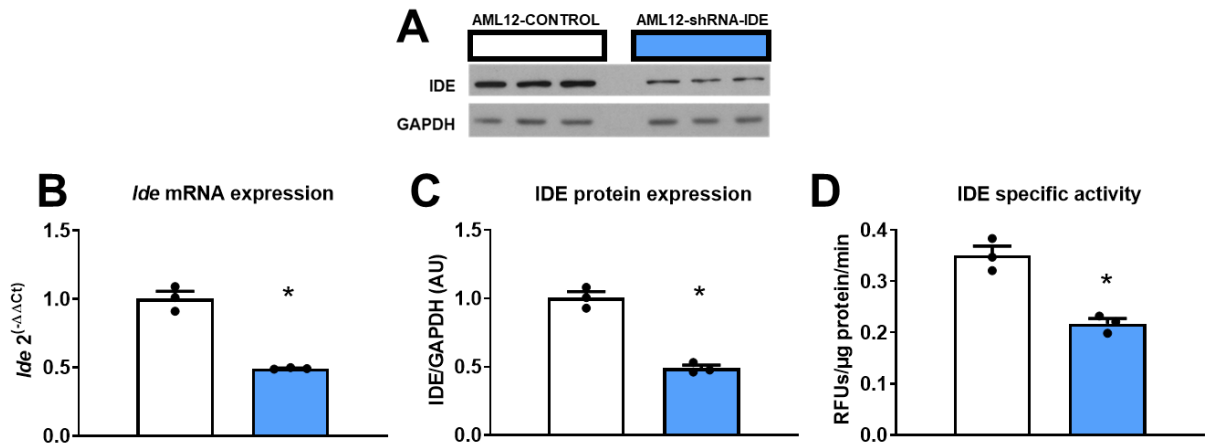 A
AML12-CONTROL
AML12-shRNA-IDE
IDE
GAPDH
B
Ide mRNA expression
Ide 2(-ΔΔCt)
1.5
1.0
0.5
0.0
*
C
IDE protein expression
IDE/GAPDH (AU)
1.5
1.0
0.5
0.0
*
D
IDE specific activity
RFUs/µg protein/min
0.4
0.3
0.2
0.1
*